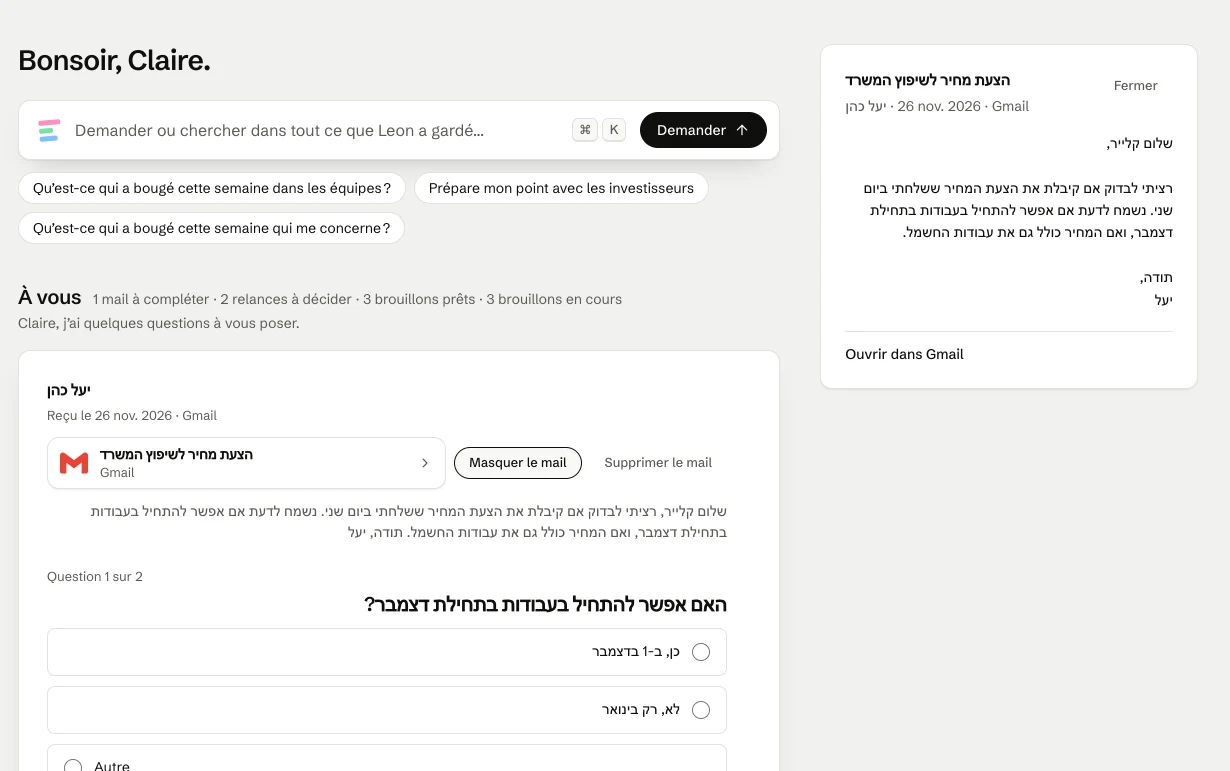 Bonsoir, Claire.
Demander ou chercher dans tout ce que Leon a gardé…
⌘ K
Demander ↑
Qu’est-ce qui a bougé cette semaine dans les équipes ?
Prépare mon point avec les investisseurs
Qu’est-ce qui a bougé cette semaine qui me concerne ?
À vous 1 mail à compléter · 2 relances à décider · 3 brouillons prêts · 3 brouillons en cours
Claire, j’ai quelques questions à vous poser.
יעל כהן
Reçu le 26 nov. 2026 · Gmail
הצעת מחיר לשיפוץ המשרד
Gmail
Masquer le mail
Supprimer le mail
שלום קלייר, רציתי לבדוק אם קיבלת את הצעת המחיר ששלחתי ביום שני. נשמח לדעת אם אפשר להתחיל בעבודות
בתחילת דצמבר, ואם המחיר כולל גם את עבודות החשמל. תודה, יעל
Question 1 sur 2
האם אפשר להתחיל בעבודות בתחילת דצמבר?
כן, ב-1 בדצמבר
לא, רק בינואר
Autre
הצעת מחיר לשיפוץ המשרד
Fermer
יעל כהן · 26 nov. 2026 · Gmail
שלום קלייר,
רציתי לבדוק אם קיבלת את הצעת המחיר ששלחתי ביום
שני. נשמח לדעת אם אפשר להתחיל בעבודות בתחילת
דצמבר, ואם המחיר כולל גם את עבודות החשמל.
תודה,
יעל
Ouvrir dans Gmail